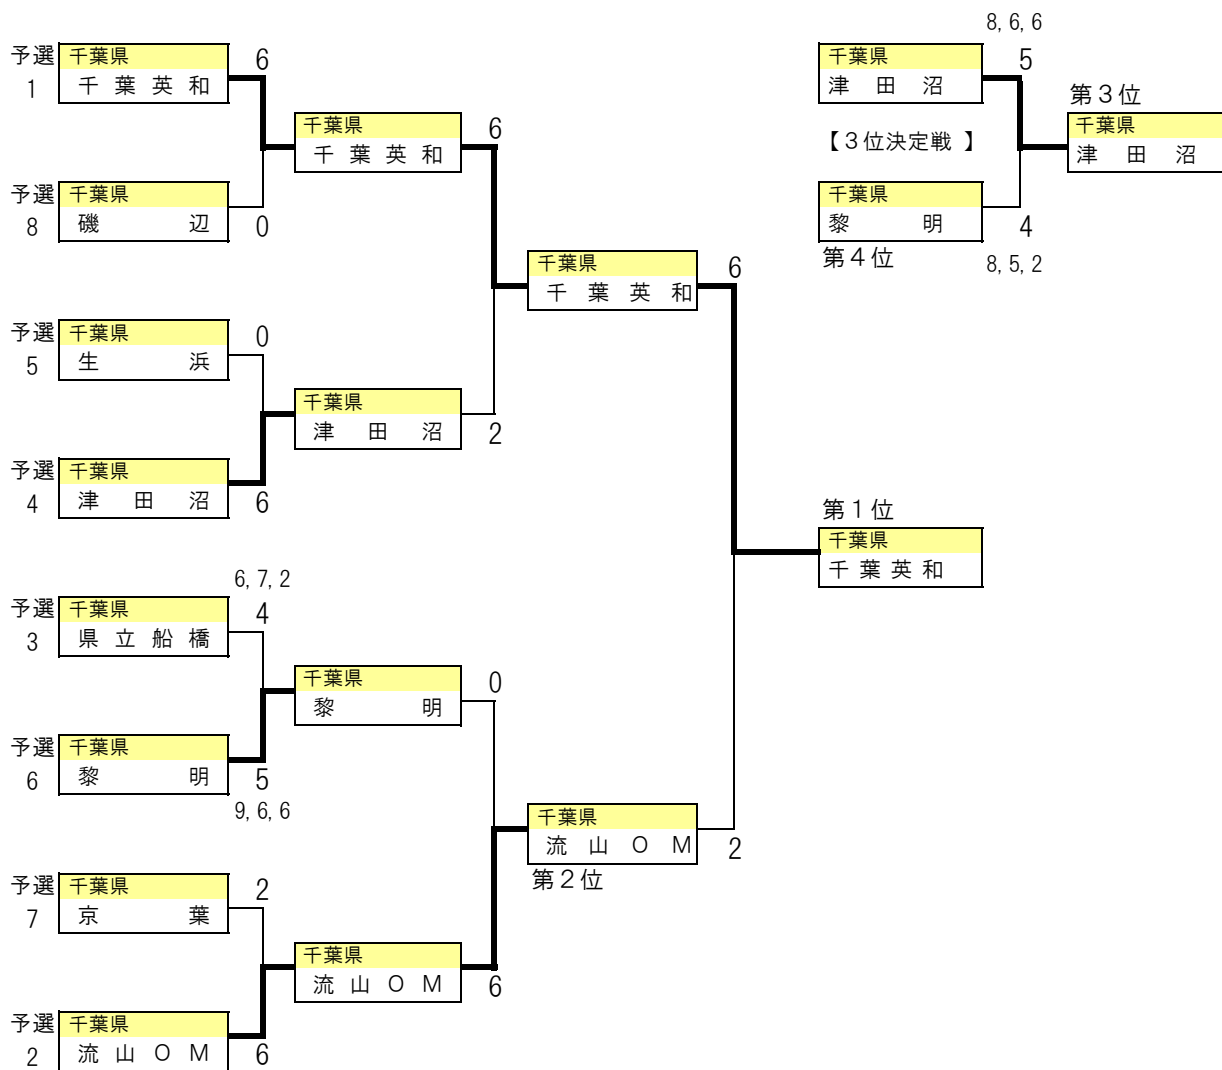 予選 千葉県 6
1 千葉英和
予選 千葉県
8 磯辺 0
千葉県 6
千葉英和
予選 千葉県 0
5 生浜
予選 千葉県
4 津田沼 6
千葉県
津田沼 2
千葉県 6
千葉英和
6, 7, 2
予選 千葉県 4
3 県立船橋
予選 千葉県
6 黎明 5
9, 6, 6
千葉県 0
黎明
予選 千葉県 2
7 京葉
予選 千葉県
2 流山OM 6
千葉県
流山OM 6
千葉県
流山OM 2
第2位
第1位
千葉県
千葉英和
8, 6, 6
千葉県 5
津田沼
【3位決定戦 】
千葉県
黎明 4
第4位 8, 5, 2
第3位
千葉県
津田沼